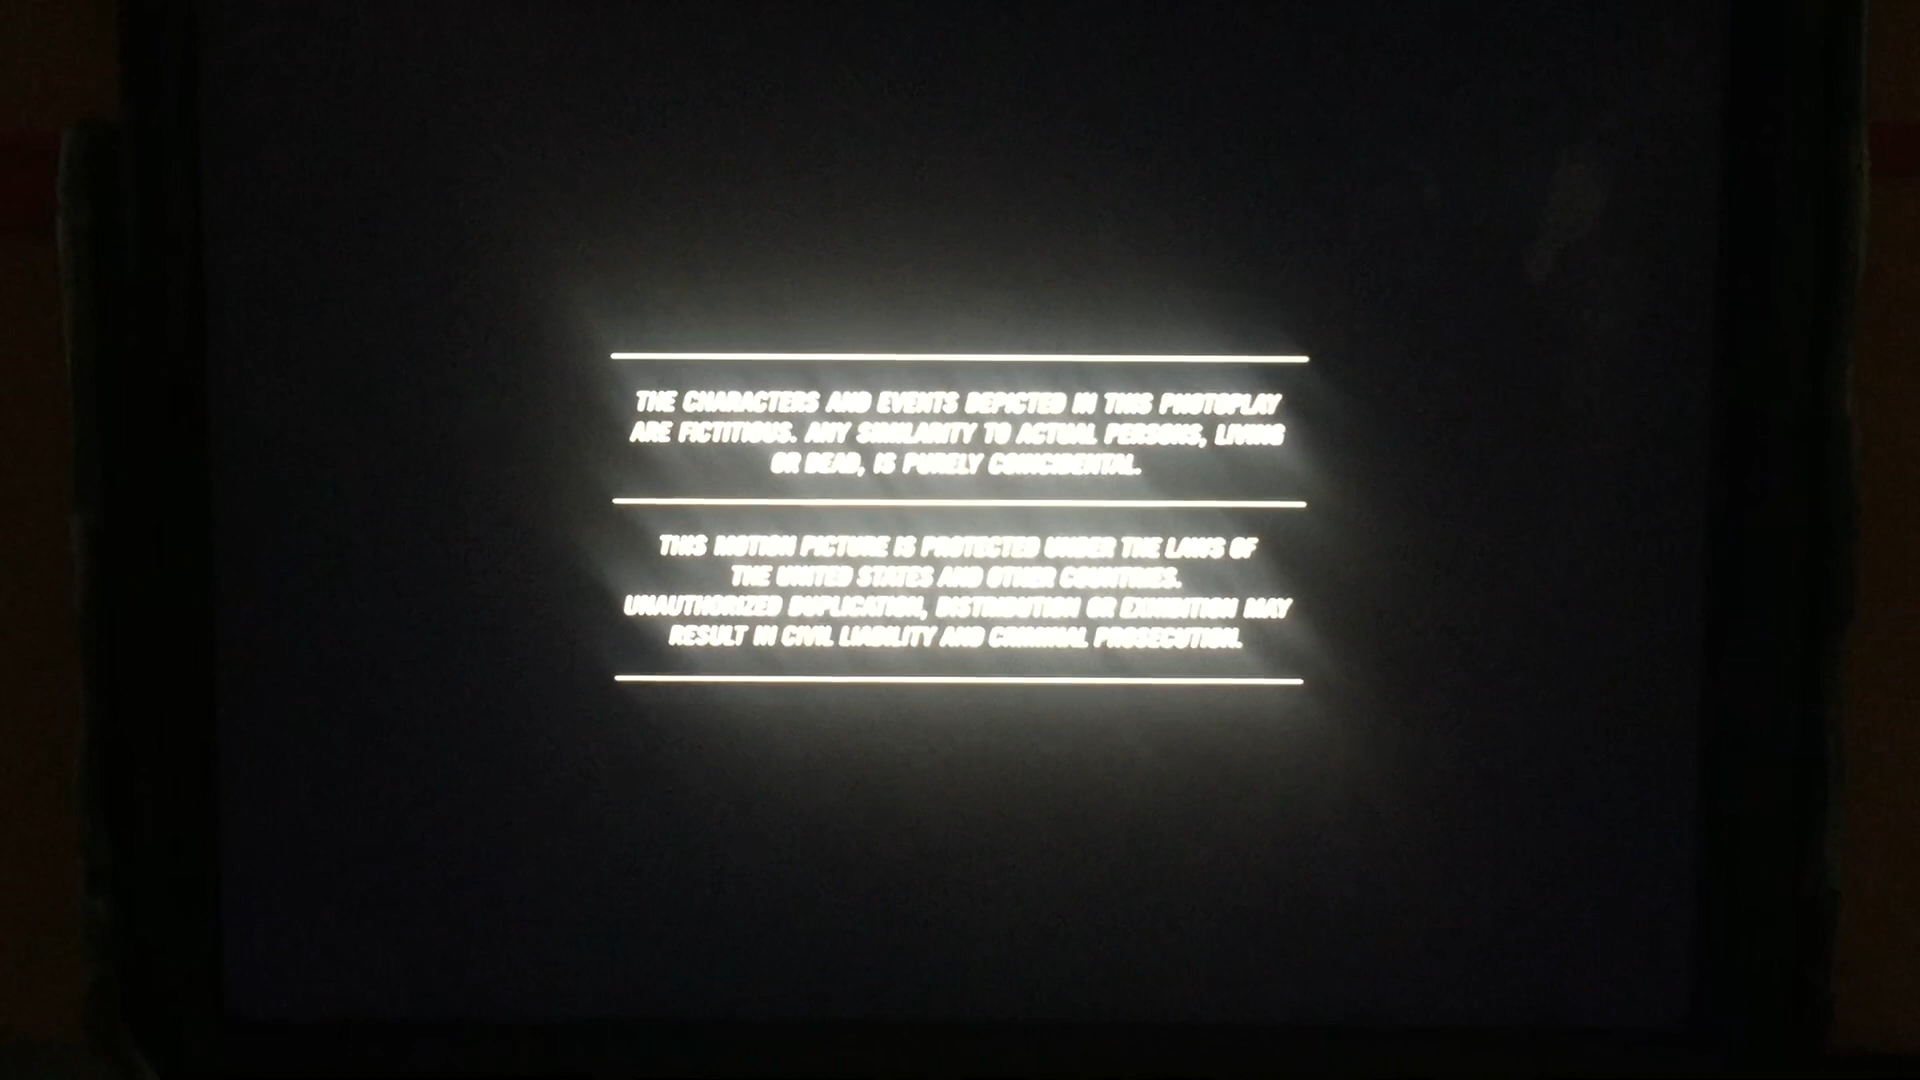 THE CHARACTERS AND EVENTS DEPICTED IN THIS PHOTOPLAY
ARE FICTITIOUS. ANY SIMILARITY TO ACTUAL PERSONS, LIVING
OR DEAD, IS PURELY COINCIDENTAL.
THIS MOTION PICTURE IS PROTECTED UNDER THE LAWS OF
THE UNITED STATES AND OTHER COUNTRIES.
UNAUTHORIZED DUPLICATION, DISTRIBUTION OR EXHIBITION MAY
RESULT IN CIVIL LIABILITY AND CRIMINAL PROSECUTION.